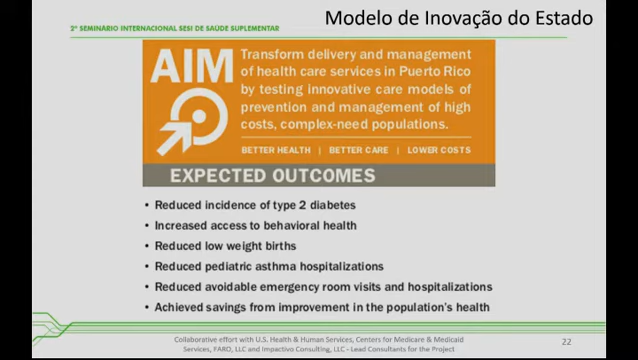 Modelo de Inovação do Estado
2º SEMINÁRIO INTERNACIONAL SESI DE SAÚDE SUPLEMENTAR
AIM
Transform delivery and management
of health care services in Puerto Rico
by testing innovative care models of
prevention and management of high
costs, complex-need populations.
BETTER HEALTH | BETTER CARE | LOWER COSTS
EXPECTED OUTCOMES
• Reduced incidence of type 2 diabetes
• Increased access to behavioral health
• Reduced low weight births
• Reduced pediatric asthma hospitalizations
• Reduced avoidable emergency room visits and hospitalizations
• Achieved savings from improvement in the population's health
Collaborative effort with U.S. Health & Human Services, Centers for Medicare & Medicaid
Services, FARO, LLC and Impactivo Consulting, LLC - Lead Consultants for the Project
22